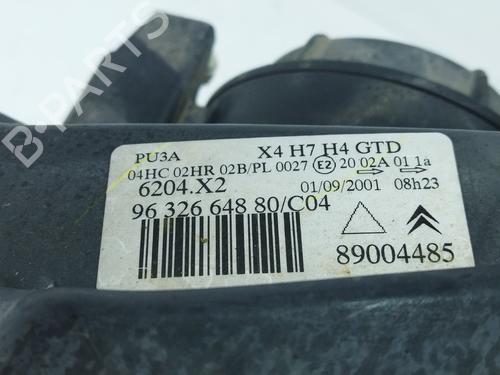 B-PARTS
PU3A X4 H7 H4 GTD
04HC 02HR 02B/PL 0027 E2 20 02A 01 1a
6204.X2 01/09/2001 08h23
96 326 648 80/C04
89004485